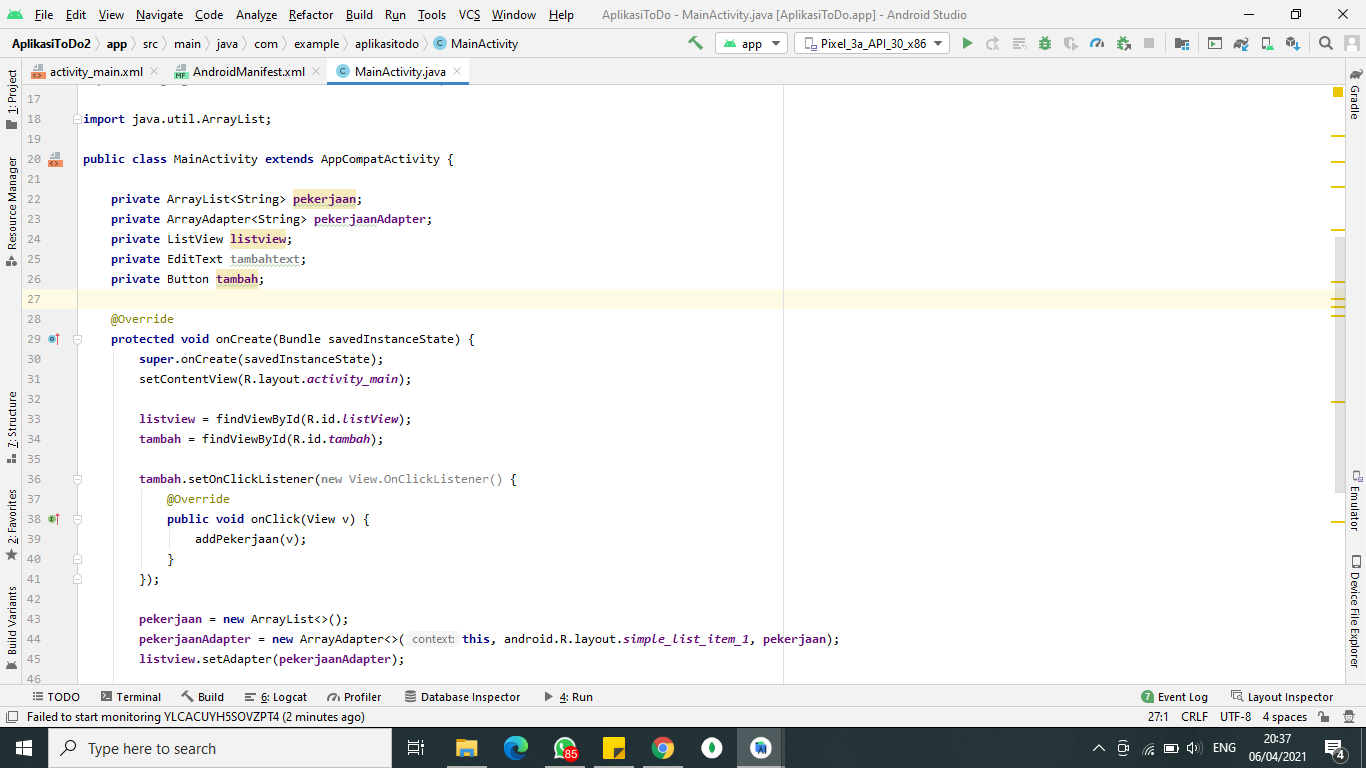 File Edit View Navigate Code Analyze Refactor Build Run Tools VCS Window Help AplikasiToDo - MainActivity.java [AplikasiToDo.app] - Android Studio
AplikasiToDo2 app src main java com example aplikasitodo C MainActivity app Pixel_3a_API_30_x86
activity_main.xml MF AndroidManifest.xml C MainActivity.java
1: Project
Resource Manager
7: Structure
2: Favorites
Build Variants
17
18 import java.util.ArrayList;
19
20 public class MainActivity extends AppCompatActivity {
21
22 private ArrayList<String> pekerjaan;
23 private ArrayAdapter<String> pekerjaanAdapter;
24 private ListView listview;
25 private EditText tambahtext;
26 private Button tambah;
27
28 @Override
29 protected void onCreate(Bundle savedInstanceState) {
30 super.onCreate(savedInstanceState);
31 setContentView(R.layout.activity_main);
32
33 listview = findViewById(R.id.listView);
34 tambah = findViewById(R.id.tambah);
35
36 tambah.setOnClickListener(new View.OnClickListener() {
37 @Override
38 public void onClick(View v) {
39 addPekerjaan(v);
40 }
41 });
42
43 pekerjaan = new ArrayList<>();
44 pekerjaanAdapter = new ArrayAdapter<>( context: this, android.R.layout.simple_list_item_1, pekerjaan);
45 listview.setAdapter(pekerjaanAdapter);
46
Gradle
Emulator
Device File Explorer
TODO Terminal Build 6: Logcat Profiler Database Inspector 4: Run 7 Event Log Layout Inspector
Failed to start monitoring YLCACUYH5SOVZPT4 (2 minutes ago) 27:1 CRLF UTF-8 4 spaces
Type here to search 85 ENG 20:37
06/04/2021 4